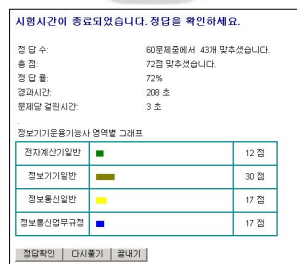 시험시간이 종료되었습니다. 정답을 확인하세요.
정 답 수: 60문제중에서 43개 맞추셨습니다.
총 점: 72점 맞추셨습니다.
정 답 율: 72%
경과시간: 208 초
문제당 걸린시간: 3 초
.
정보기기운용기능사 영역별 그래프
전자계산기일반 12 점
정보기기일반 30 점
정보통신일반 17 점
정보통신업무규정 17 점
정답확인 다시풀기 끝내기